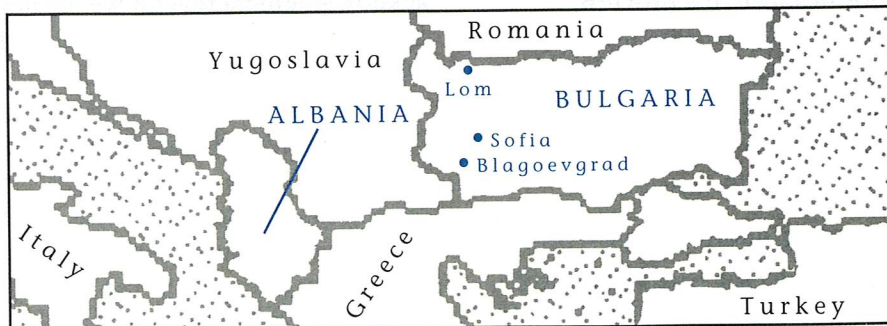 Romania
Yugoslavia
Lom
BULGARIA
ALBANIA
Sofia
Blagoevgrad
Italy
Greece
Turkey